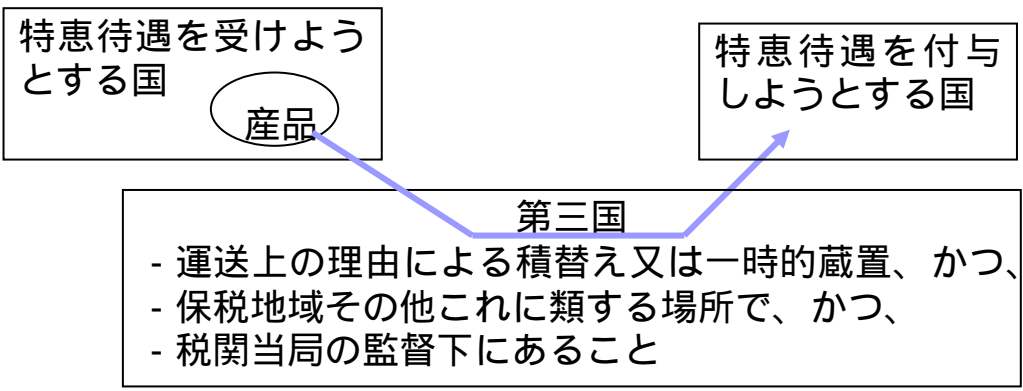 特恵待遇を受けよう
とする国
産品
特恵待遇を付与
しようとする国
第三国
- 運送上の理由による積替え又は一時的蔵置、かつ、
- 保税地域その他これに類する場所で、かつ、
- 税関当局の監督下にあること